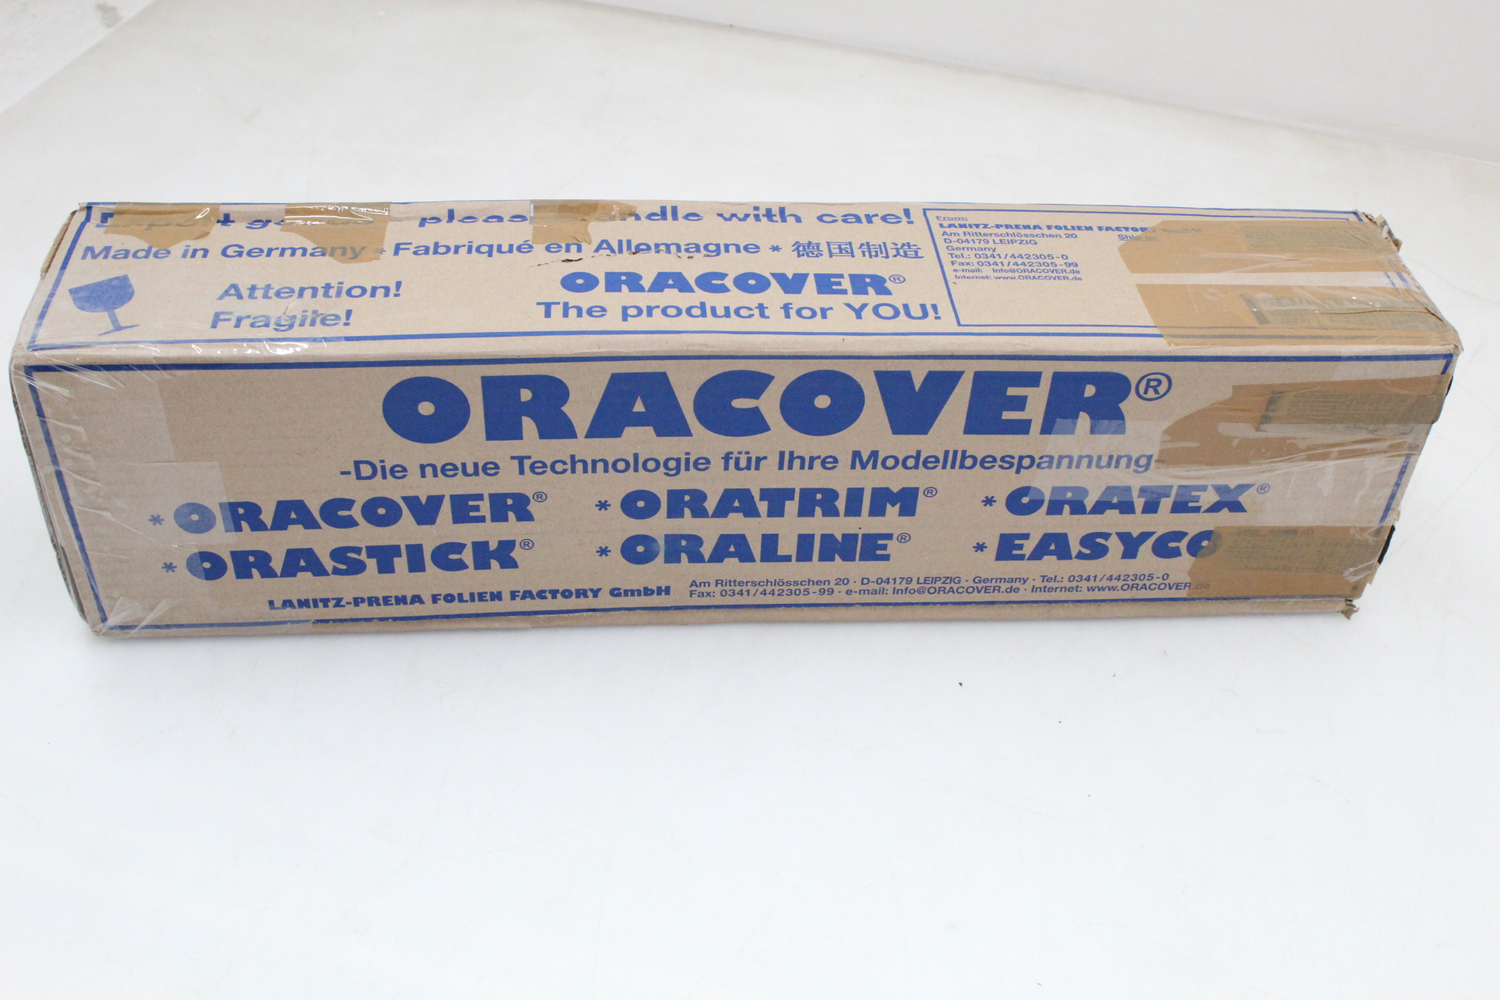 please with care!
Made in Germany * Fabriqué en Allemagne * 德国制造
Attention!
Fragile!
ORACOVER®
The product for YOU!
From:
LANITZ-PRENA FOLIEN FACTOR
Am Ritterschlösschen 20
D-04179 LEIPZIG
Germany
Tel.: 0341/442305-0
Fax: 0341/442305-99
e-mail: Info@ORACOVER.de
Internet: www.ORACOVER.de
ORACOVER®
-Die neue Technologie für Ihre Modellbespannung-
* ORACOVER® * ORATRIM® * ORATEX®
* ORASTICK® * ORALINE® * EASYCO
LANITZ-PRENA FOLIEN FACTORY GmbH
Am Ritterschlösschen 20 · D-04179 LEIPZIG · Germany · Tel.: 0341/442305-0
Fax: 0341/442305-99 · e-mail: Info@ORACOVER.de · Internet: www.ORACOVER.de